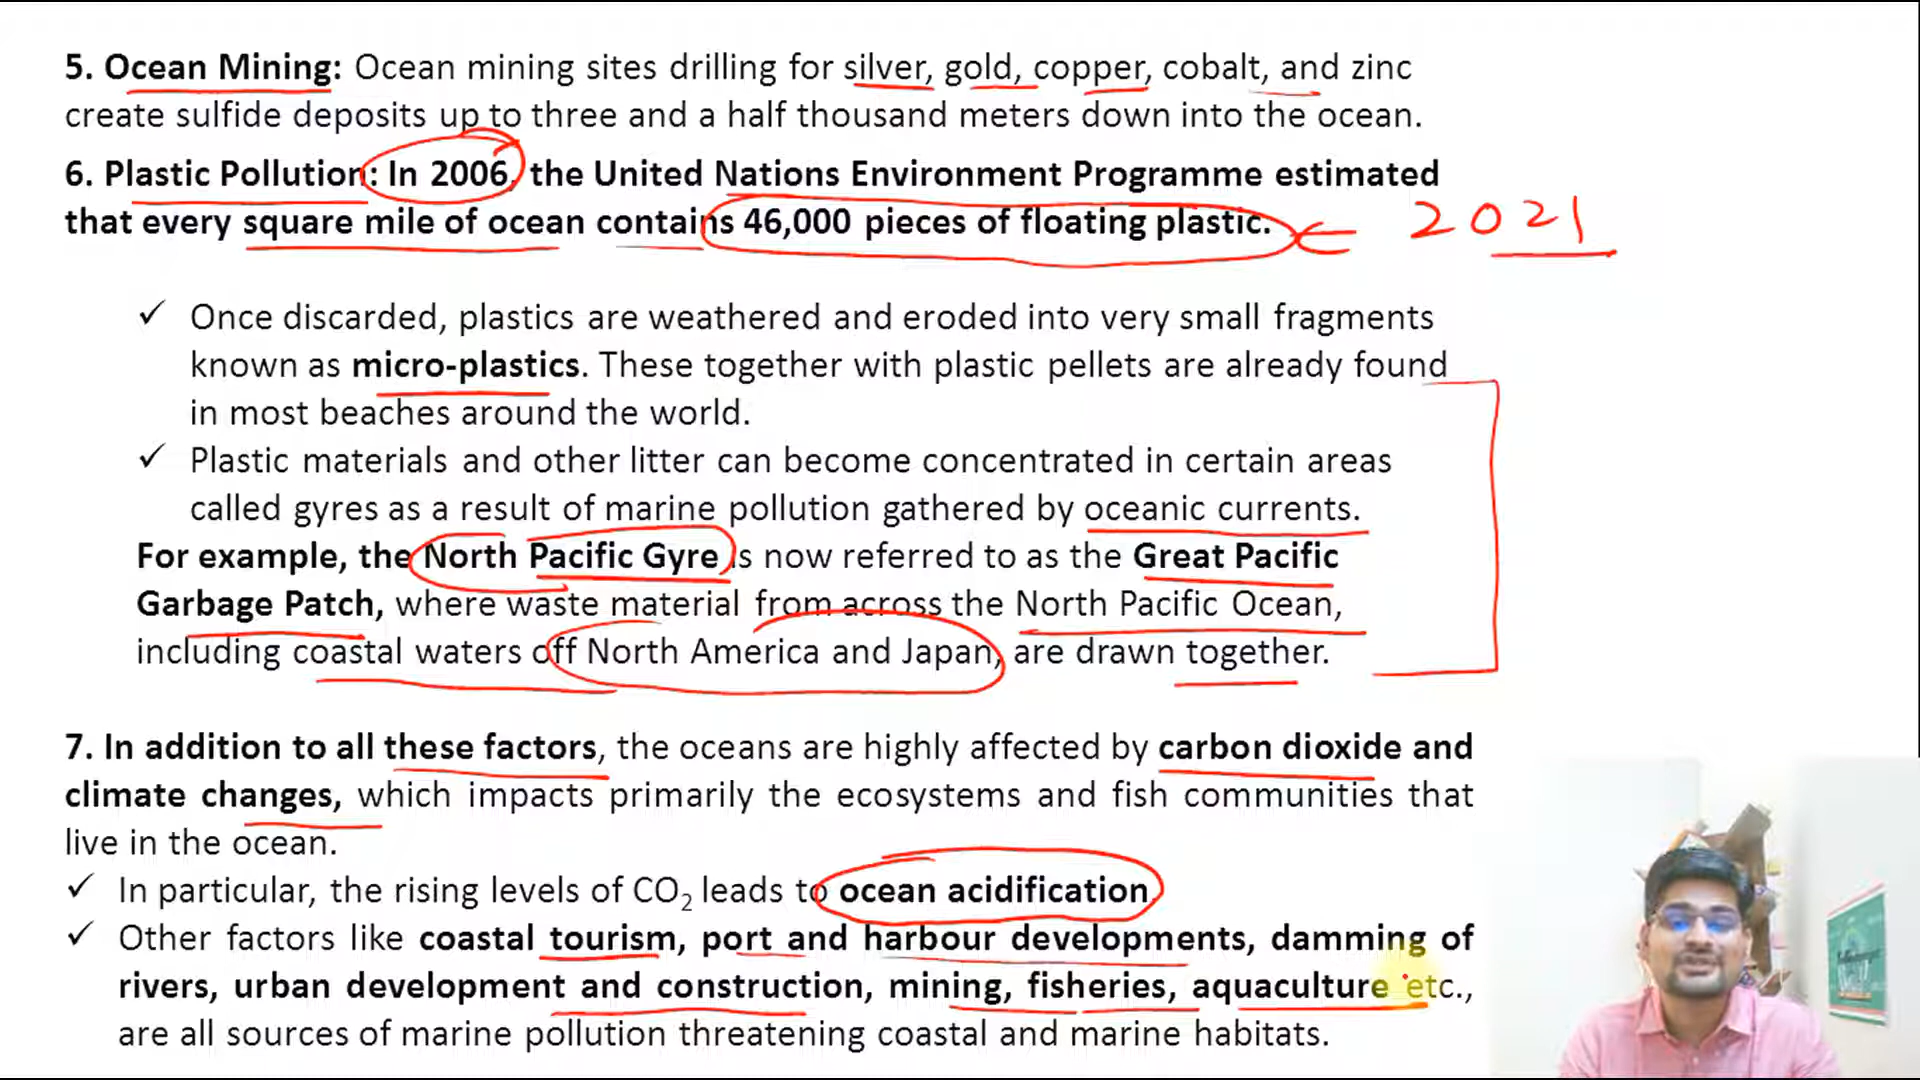 5. Ocean Mining: Ocean mining sites drilling for silver, gold, copper, cobalt, and zinc
create sulfide deposits up to three and a half thousand meters down into the ocean.
6. Plastic Pollution: In 2006, the United Nations Environment Programme estimated
that every square mile of ocean contains 46,000 pieces of floating plastic.
2021
✓ Once discarded, plastics are weathered and eroded into very small fragments
known as micro-plastics. These together with plastic pellets are already found
in most beaches around the world.
✓ Plastic materials and other litter can become concentrated in certain areas
called gyres as a result of marine pollution gathered by oceanic currents.
For example, the North Pacific Gyre is now referred to as the Great Pacific
Garbage Patch, where waste material from across the North Pacific Ocean,
including coastal waters off North America and Japan, are drawn together.
7. In addition to all these factors, the oceans are highly affected by carbon dioxide and
climate changes, which impacts primarily the ecosystems and fish communities that
live in the ocean.
✓ In particular, the rising levels of CO₂ leads to ocean acidification
✓ Other factors like coastal tourism, port and harbour developments, damming of
rivers, urban development and construction, mining, fisheries, aquaculture etc.,
are all sources of marine pollution threatening coastal and marine habitats.